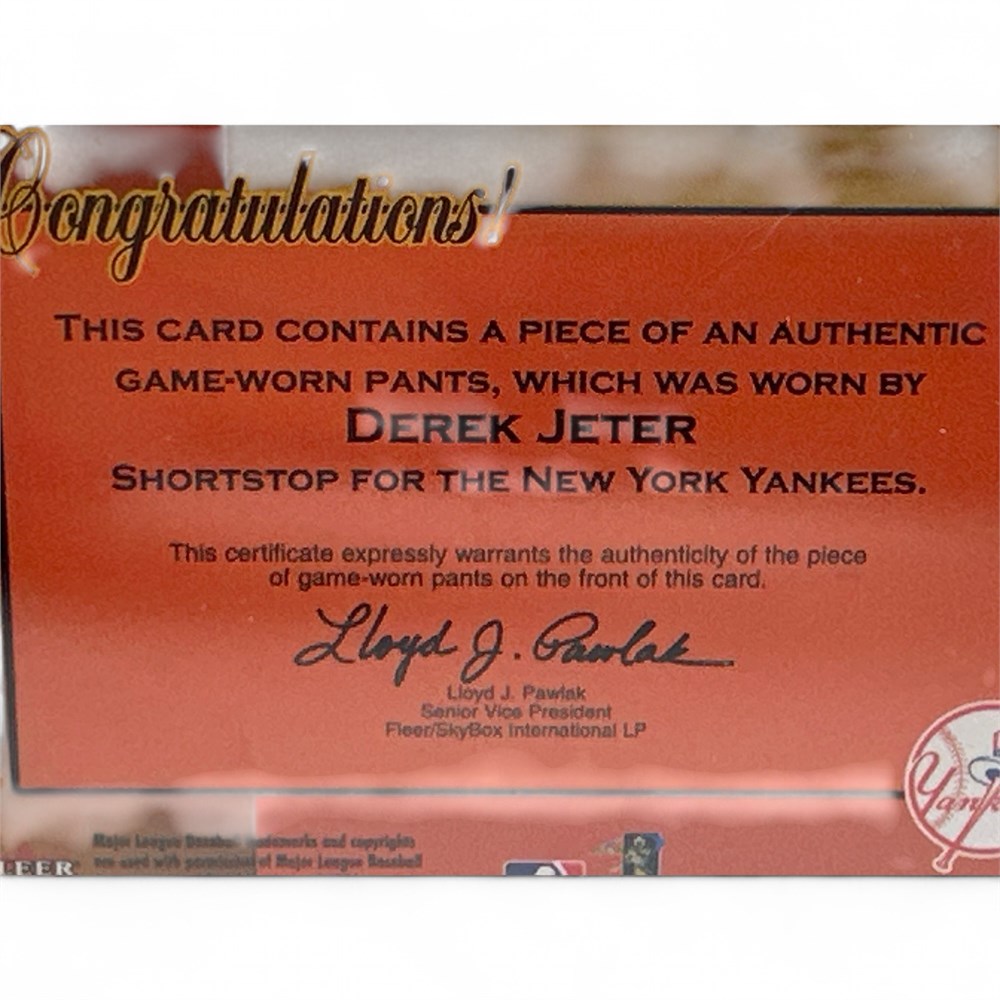 Congratulations!
THIS CARD CONTAINS A PIECE OF AN AUTHENTIC
GAME-WORN PANTS, WHICH WAS WORN BY
DEREK JETER
SHORTSTOP FOR THE NEW YORK YANKEES.
This certificate expressly warrants the authenticity of the piece
of game-worn pants on the front of this card.
Lloyd J. Pawlak
Lloyd J. Pawlak
Senior Vice President
Fleer/SkyBox International LP
Yank
Major League Baseball trademarks and copyrights
are used with permission of Major League Baseball
LEER